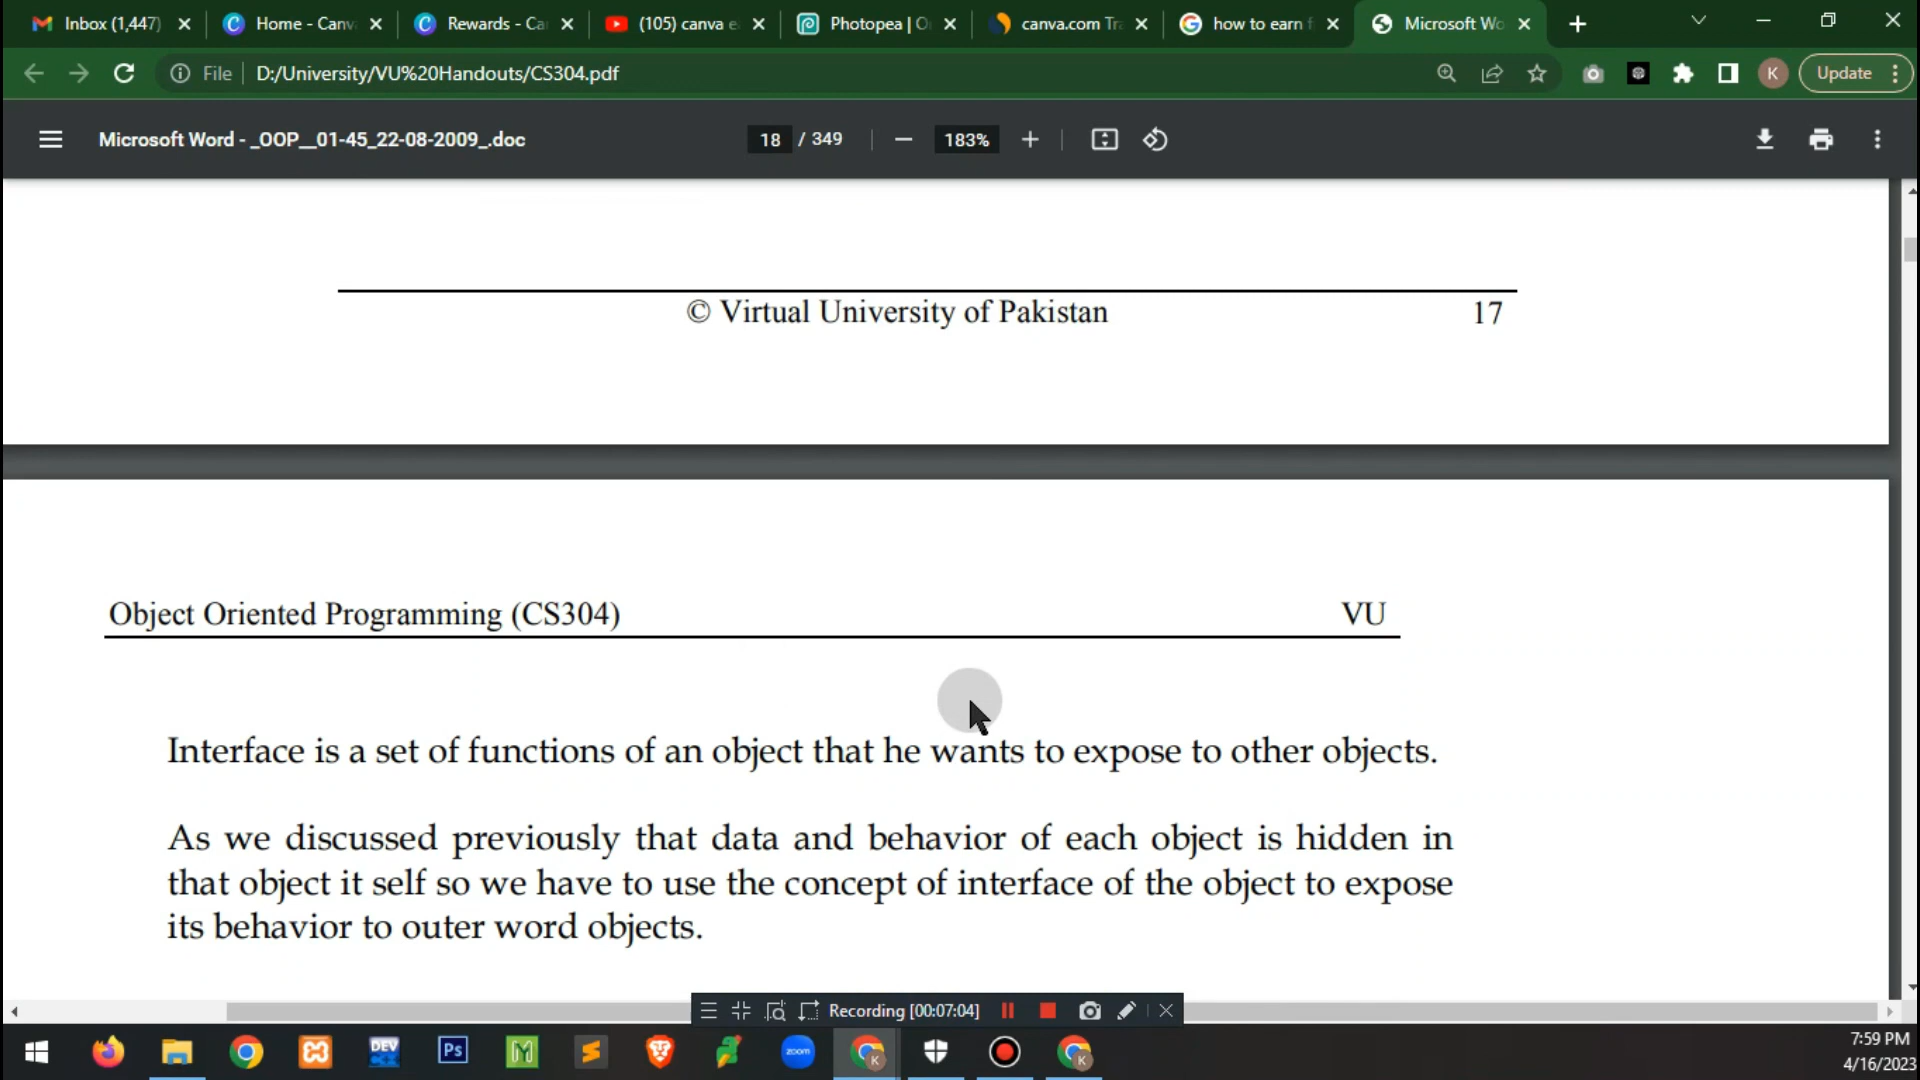 Inbox (1,447)
Home - Canv
Rewards - Ca
(105) canva e
Photopea | O
canva.com Tra
how to earn f
Microsoft Wo
File
D:/University/VU%20Handouts/CS304.pdf
K
Update
Microsoft Word - _OOP__01-45_22-08-2009_.doc
18 / 349
183%
© Virtual University of Pakistan 17
Object Oriented Programming (CS304) VU
Interface is a set of functions of an object that he wants to expose to other objects.
As we discussed previously that data and behavior of each object is hidden in
that object it self so we have to use the concept of interface of the object to expose
its behavior to outer word objects.
Recording [00:07:04]
DEV
Ps
zoom
K
K
7:59 PM
4/16/2023